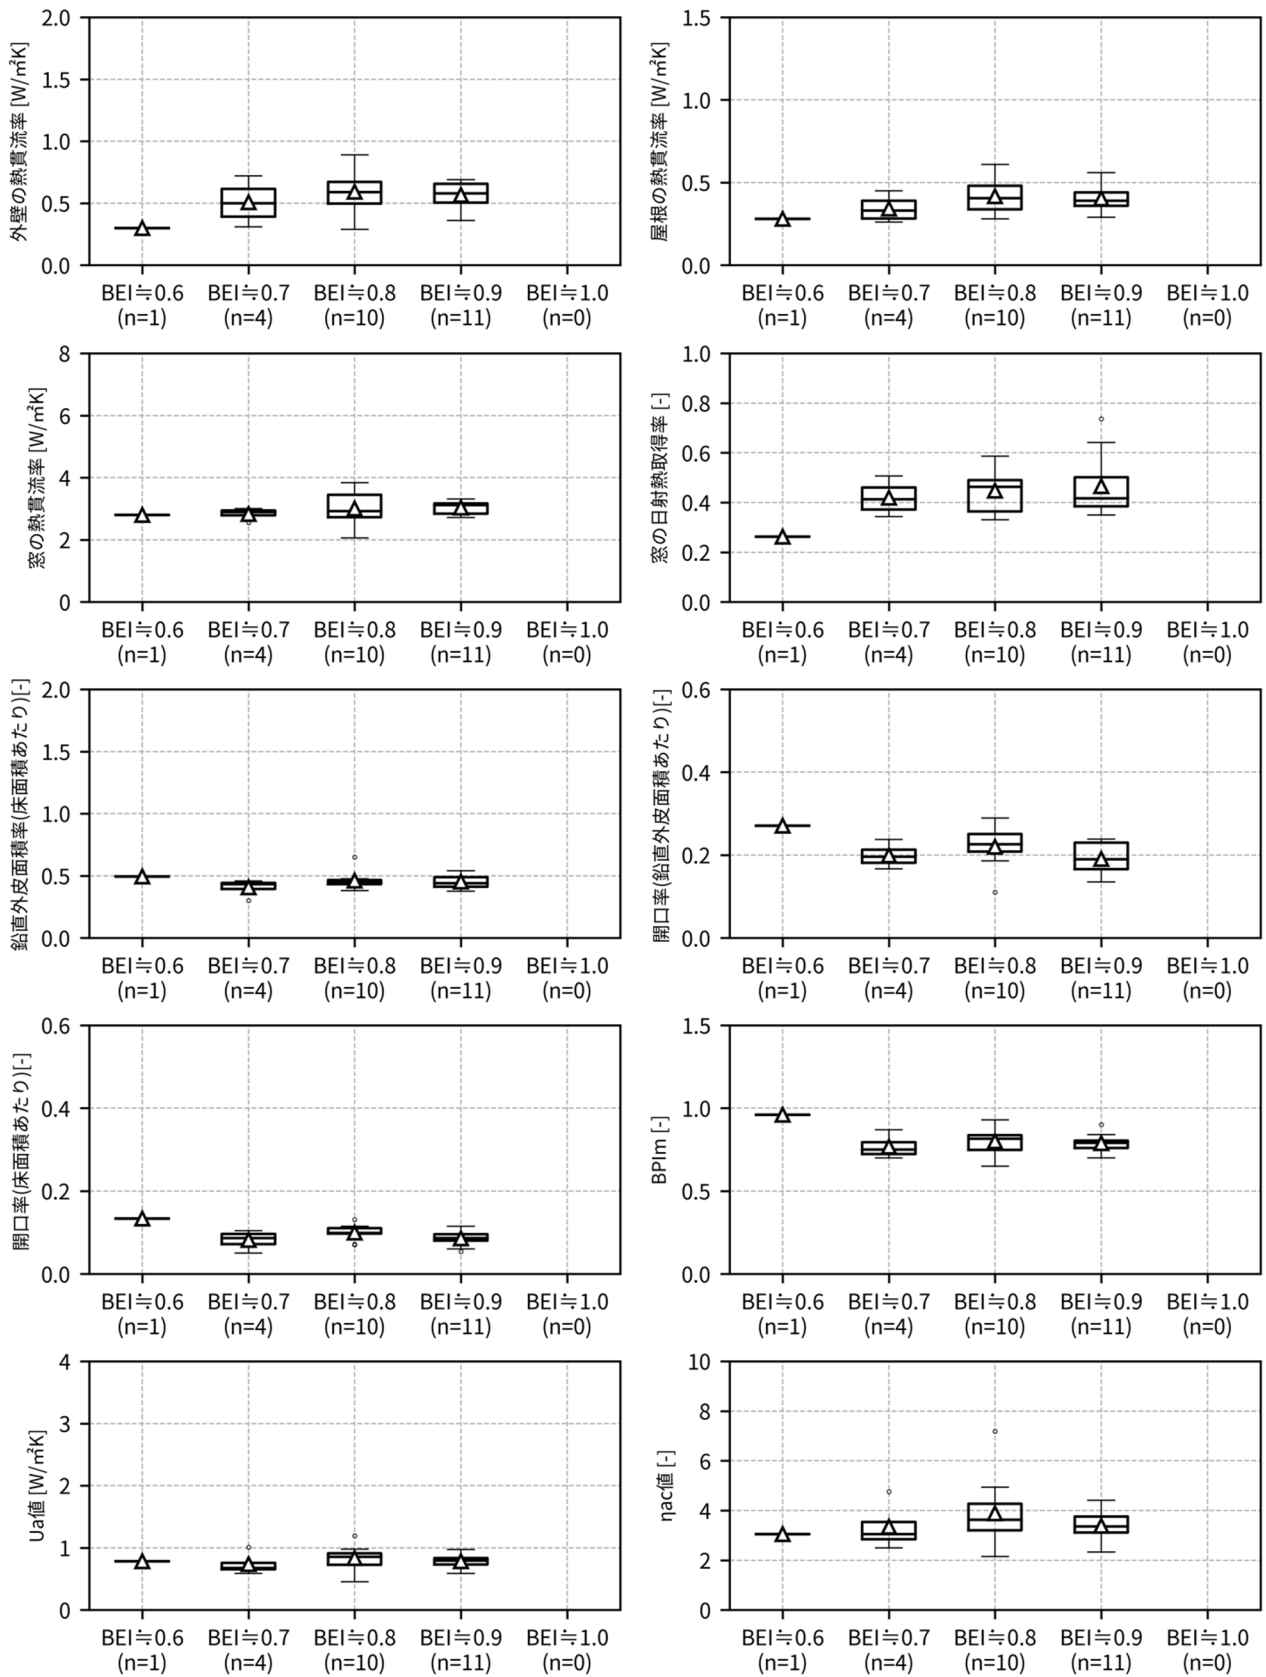 外壁の熱貫流率 [W/㎡K]
2.0
1.5
1.0
0.5
0.0
BEI≒0.6 BEI≒0.7 BEI≒0.8 BEI≒0.9 BEI≒1.0
(n=1) (n=4) (n=10) (n=11) (n=0)
屋根の熱貫流率 [W/㎡K]
1.5
1.0
0.5
0.0
BEI≒0.6 BEI≒0.7 BEI≒0.8 BEI≒0.9 BEI≒1.0
(n=1) (n=4) (n=10) (n=11) (n=0)
窓の熱貫流率 [W/㎡K]
8
6
4
2
0
BEI≒0.6 BEI≒0.7 BEI≒0.8 BEI≒0.9 BEI≒1.0
(n=1) (n=4) (n=10) (n=11) (n=0)
窓の日射熱取得率 [-]
1.0
0.8
0.6
0.4
0.2
0.0
BEI≒0.6 BEI≒0.7 BEI≒0.8 BEI≒0.9 BEI≒1.0
(n=1) (n=4) (n=10) (n=11) (n=0)
鉛直外皮面積率(床面積あたり)[-]
2.0
1.5
1.0
0.5
0.0
BEI≒0.6 BEI≒0.7 BEI≒0.8 BEI≒0.9 BEI≒1.0
(n=1) (n=4) (n=10) (n=11) (n=0)
開口率(鉛直外皮面積あたり)[-]
0.6
0.4
0.2
0.0
BEI≒0.6 BEI≒0.7 BEI≒0.8 BEI≒0.9 BEI≒1.0
(n=1) (n=4) (n=10) (n=11) (n=0)
開口率(床面積あたり)[-]
0.6
0.4
0.2
0.0
BEI≒0.6 BEI≒0.7 BEI≒0.8 BEI≒0.9 BEI≒1.0
(n=1) (n=4) (n=10) (n=11) (n=0)
BPIm [-]
1.5
1.0
0.5
0.0
BEI≒0.6 BEI≒0.7 BEI≒0.8 BEI≒0.9 BEI≒1.0
(n=1) (n=4) (n=10) (n=11) (n=0)
Ua値 [W/㎡K]
4
3
2
1
0
BEI≒0.6 BEI≒0.7 BEI≒0.8 BEI≒0.9 BEI≒1.0
(n=1) (n=4) (n=10) (n=11) (n=0)
ηac値 [-]
10
8
6
4
2
0
BEI≒0.6 BEI≒0.7 BEI≒0.8 BEI≒0.9 BEI≒1.0
(n=1) (n=4) (n=10) (n=11) (n=0)